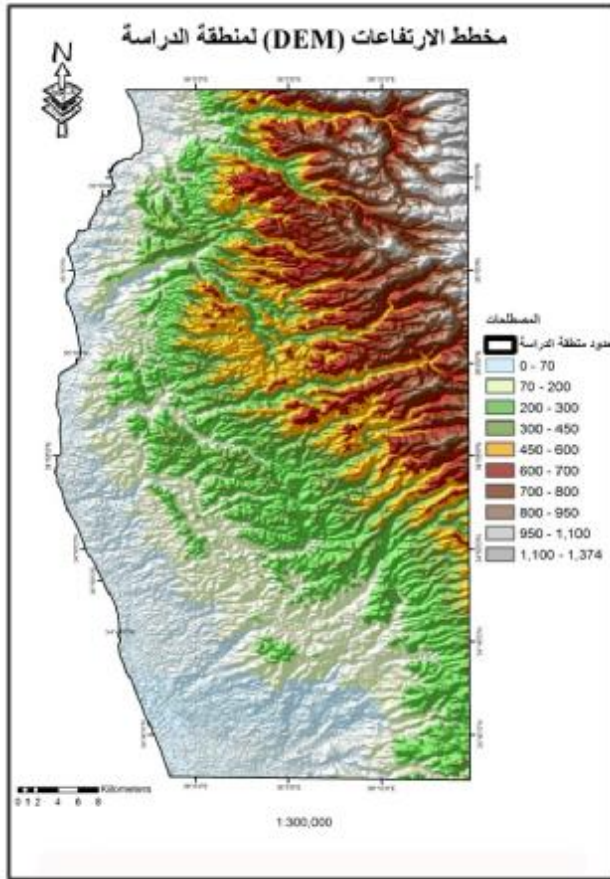 مخطط الارتفاعات (DEM) لمنطقة الدراسة
N
المصطلحات
حدود منطقة الدراسة
0 - 70
70 - 200
200 - 300
300 - 450
450 - 600
600 - 700
700 - 800
800 - 950
950 - 1,100
1,100 - 1,374
Kilometers
0 1 2 4 6 8
1:300,000